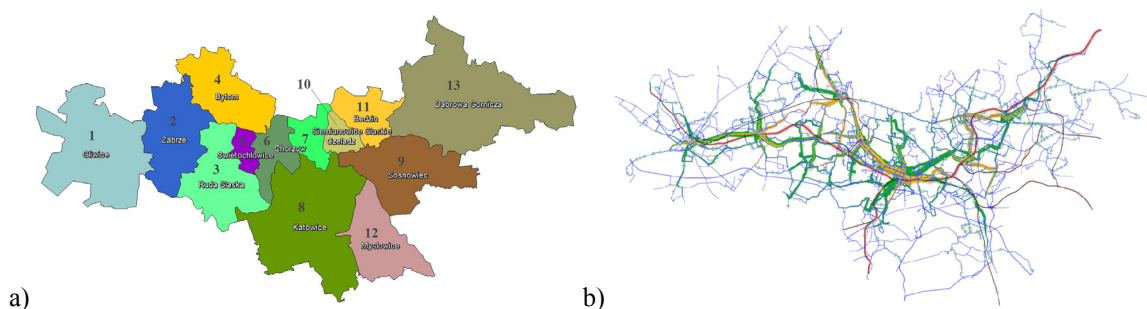 4
Bytom
10
13
Dabrowa Gornicza
11
Bedzin
1
Gliwice
2
Zabrze
6
7
Siemianowice Slaskie
Chorzow
Czeladz
Swietochlowice
3
Ruda Slaska
9
Sosnowiec
8
Katowice
12
Myslowice
a)
b)